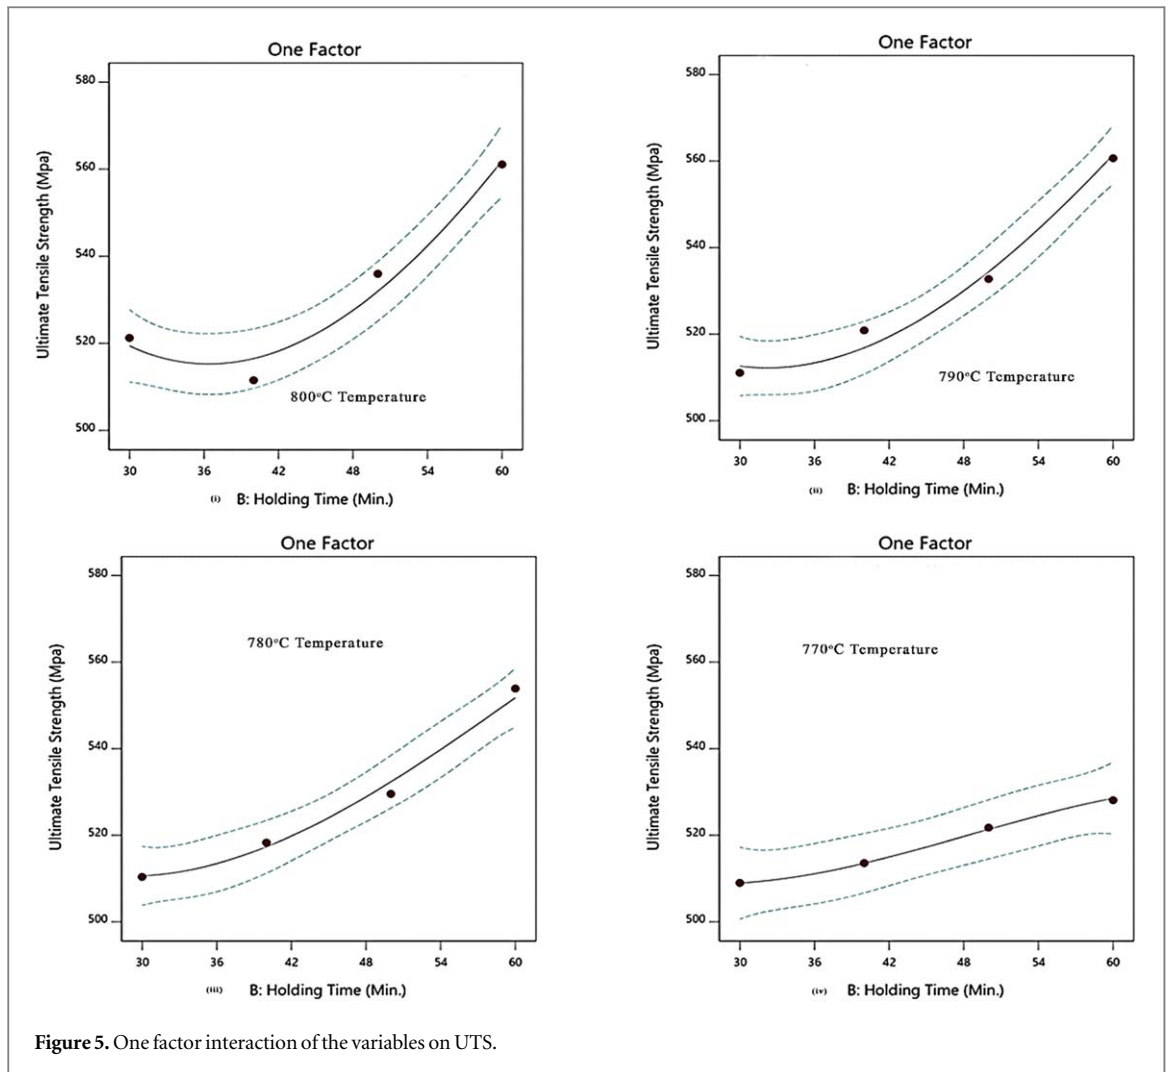 One Factor
580
560
540
520
500
Ultimate Tensile Strength (Mpa)
800°C Temperature
30 36 42 48 54 60
(i) B: Holding Time (Min.)
One Factor
580
560
540
520
500
Ultimate Tensile Strength (Mpa)
790°C Temperature
30 36 42 48 54 60
(ii) B: Holding Time (Min.)
One Factor
580
560
540
520
500
Ultimate Tensile Strength (Mpa)
780°C Temperature
30 36 42 48 54 60
(iii) B: Holding Time (Min.)
One Factor
580
560
540
520
500
Ultimate Tensile Strength (Mpa)
770°C Temperature
30 36 42 48 54 60
(iv) B: Holding Time (Min.)
Figure 5. One factor interaction of the variables on UTS.